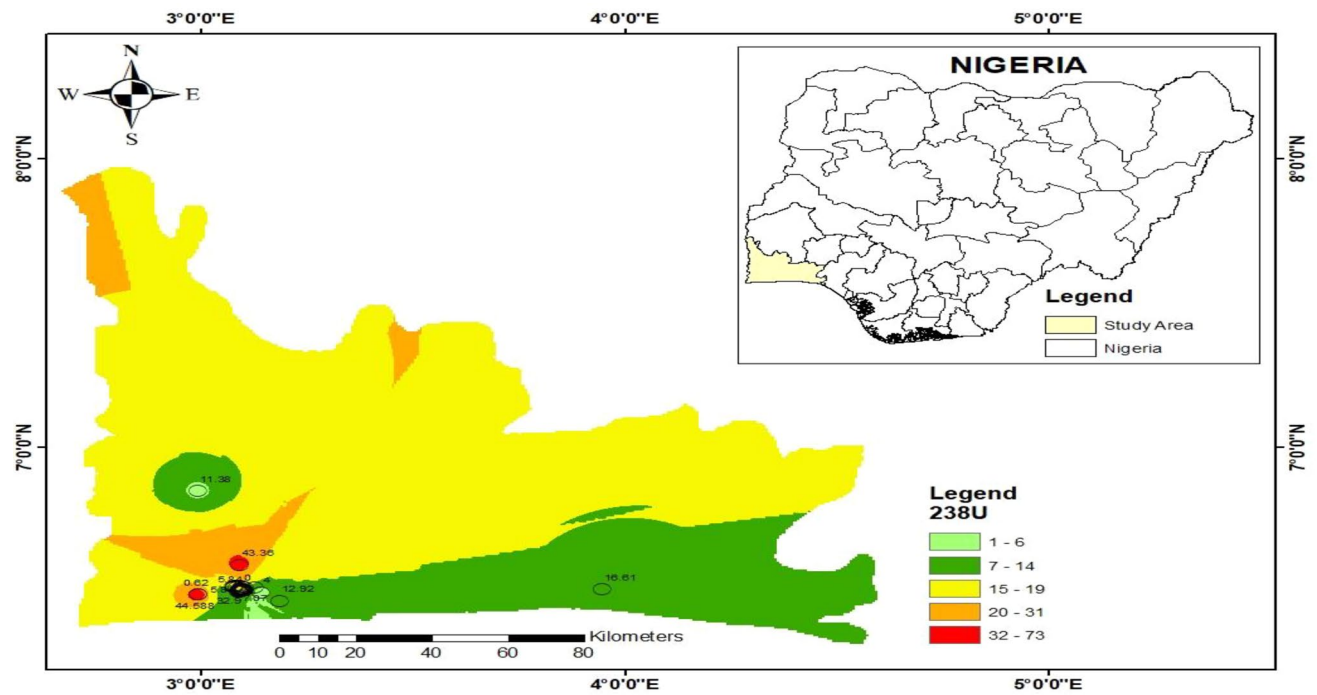 3°0'0"E 4°0'0"E 5°0'0"E
N
W E
S
NIGERIA
Legend
Study Area
Nigeria
8°0'0"N 8°0'0"N
7°0'0"N 7°0'0"N
11.38
43.36
0.62
44.688
12.92
16.61
Legend
238U
1 - 6
7 - 14
15 - 19
20 - 31
32 - 73
Kilometers
0 10 20 40 60 80
3°0'0"E 4°0'0"E 5°0'0"E